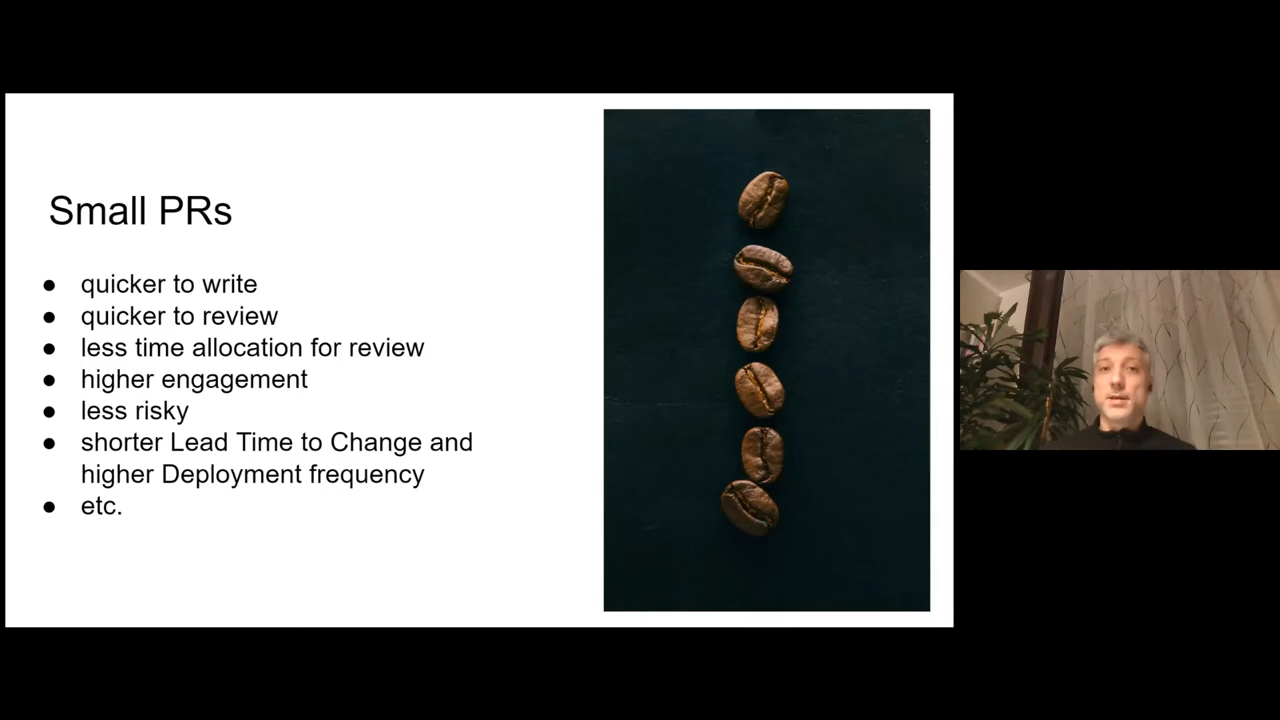 Small PRs
● quicker to write
● quicker to review
● less time allocation for review
● higher engagement
● less risky
● shorter Lead Time to Change and
higher Deployment frequency
● etc.